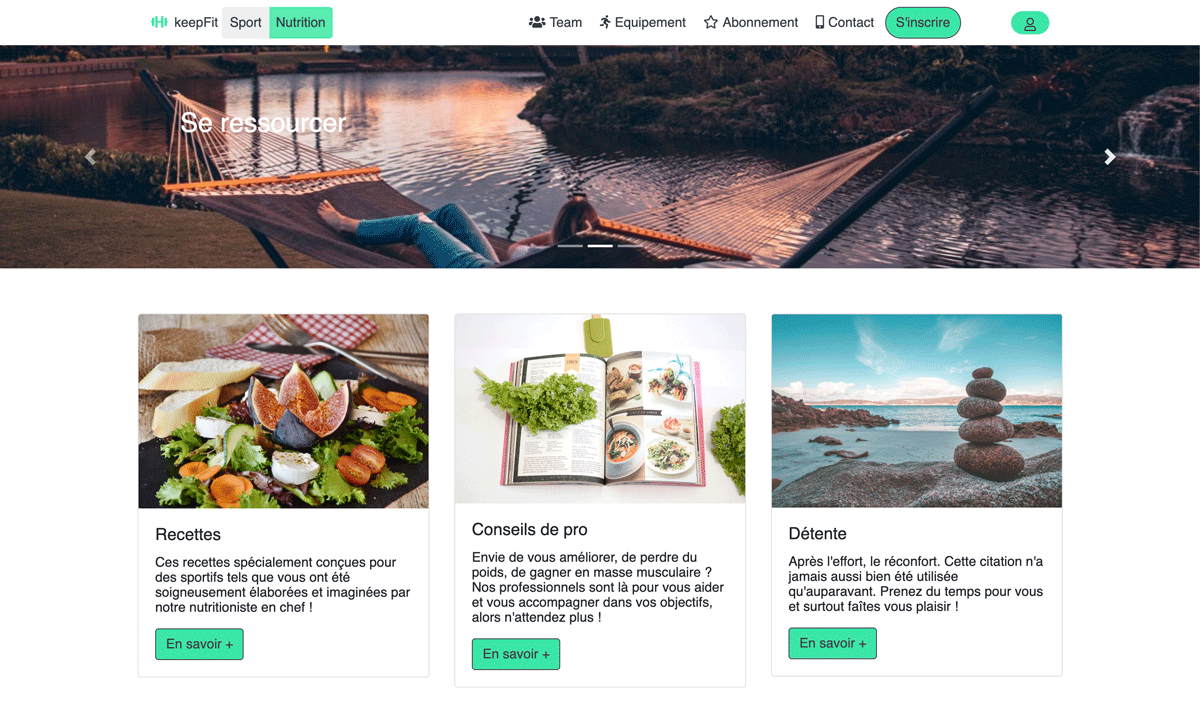 keepFit Sport Nutrition Team Equipement Abonnement Contact S'inscrire
Se ressourcer
Recettes
Ces recettes spécialement conçues pour
des sportifs tels que vous ont été
soigneusement élaborées et imaginées par
notre nutritioniste en chef !
En savoir +
Conseils de pro
Envie de vous améliorer, de perdre du
poids, de gagner en masse musculaire ?
Nos professionnels sont là pour vous aider
et vous accompagner dans vos objectifs,
alors n'attendez plus !
En savoir +
Détente
Après l'effort, le réconfort. Cette citation n'a
jamais aussi bien été utilisée
qu'auparavant. Prenez du temps pour vous
et surtout faîtes vous plaisir !
En savoir +